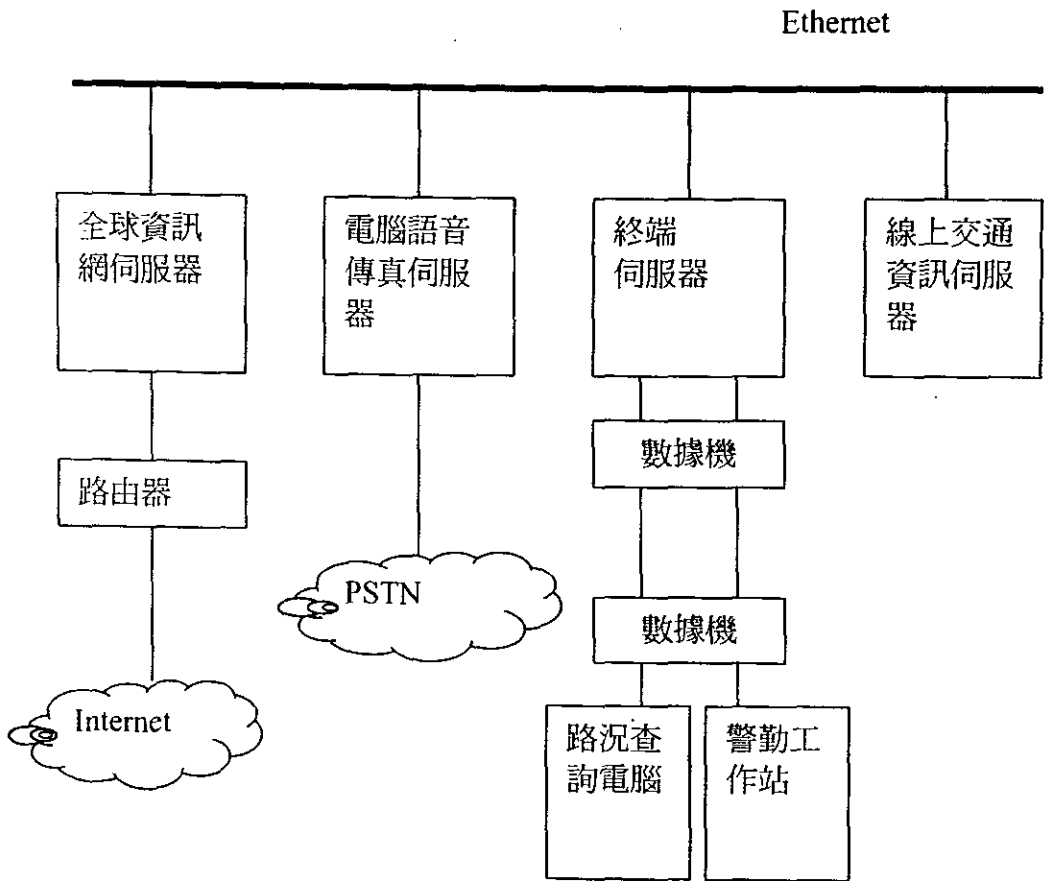 Ethernet
全球資訊
網伺服器
電腦語音
傳真伺服
器
終端
伺服器
線上交通
資訊伺服
器
數據機
路由器
PSTN
數據機
Internet
路況查
詢電腦
警勤工
作站